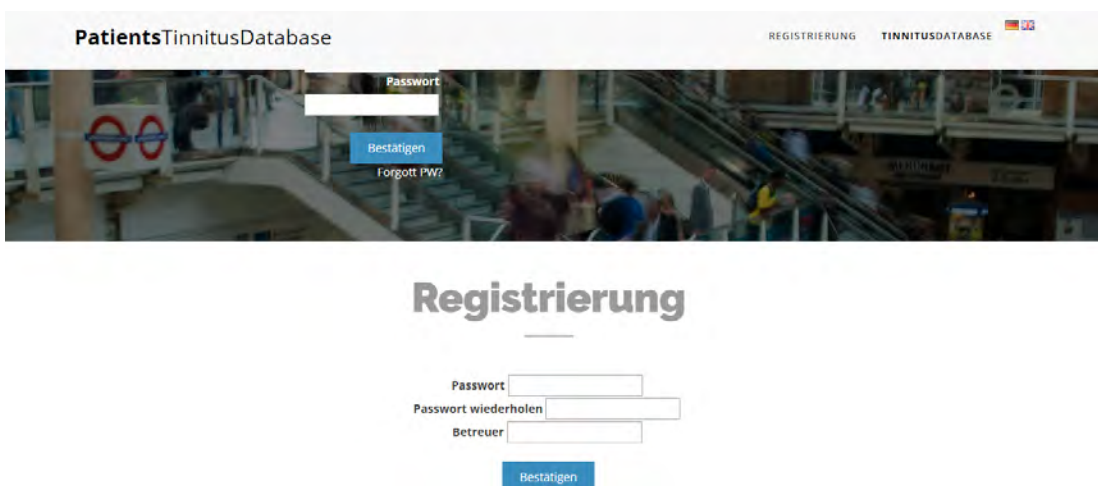 PatientsTinnitusDatabase
REGISTRIERUNG TINNITUSDATABASE
Passwort
Bestätigen
Forgott PW?
Registrierung
Passwort
Passwort wiederholen
Betreuer
Bestätigen